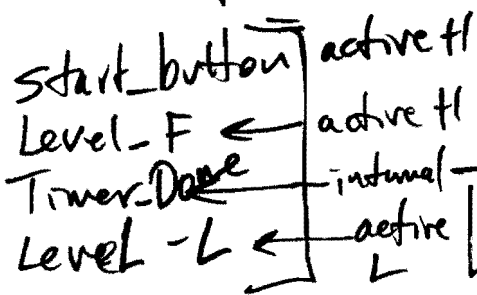 start_button active H
Level_F active H
Timer_Done internal
Level_L active
L